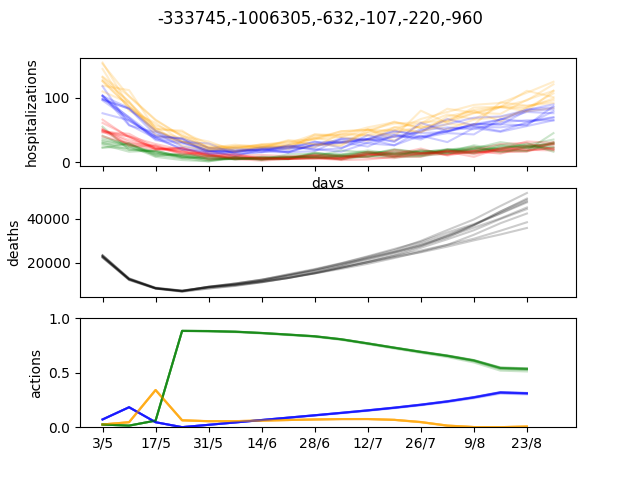 -333745,-1006305,-632,-107,-220,-960
hospitalizations
100
0
days
deaths
40000
20000
actions
1.0
0.5
0.0
3/5 17/5 31/5 14/6 28/6 12/7 26/7 9/8 23/8